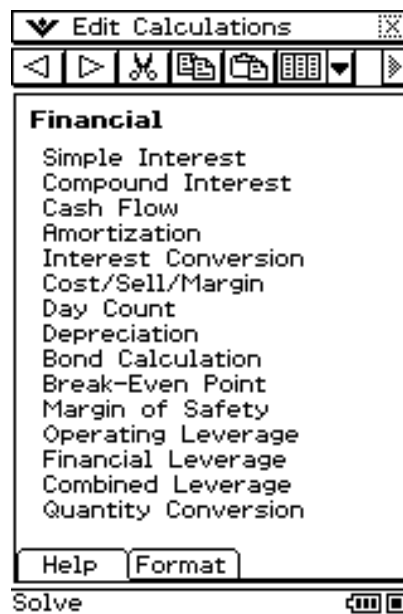 Edit Calculations
Financial
Simple Interest
Compound Interest
Cash Flow
Amortization
Interest Conversion
Cost/Sell/Margin
Day Count
Depreciation
Bond Calculation
Break-Even Point
Margin of Safety
Operating Leverage
Financial Leverage
Combined Leverage
Quantity Conversion
Help Format
Solve